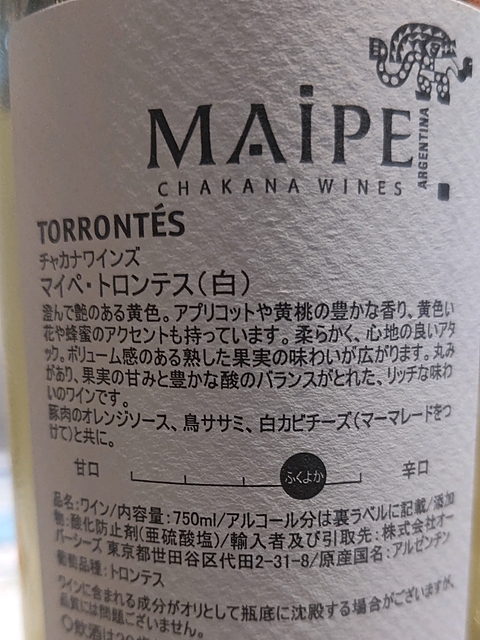 MAiPE
ARGENTINA
CHAKANA WINES
TORRONTÉS
チャカナワインズ
マイペ・トロンテス（白）
澄んで艶のある黄色。アプリコットや黄桃の豊かな香り、黄色い
花や蜂蜜のアクセントも持っています。柔らかく、心地の良いアタ
ック。ボリューム感のある熟した果実の味わいが広がります。丸み
があり、果実の甘みと豊かな酸のバランスがとれた、リッチな味わ
いのワインです。
豚肉のオレンジソース、鳥ササミ、白カビチーズ（マーマレードをつ
けて）と共に。
甘口 ふくよか 辛口
品名：ワイン/内容量：750ml/アルコール分は裏ラベルに記載/添加
物：酸化防止剤（亜硫酸塩）/輸入者及び引取先：株式会社オー
バーシーズ 東京都世田谷区代田2-31-8/原産国名：アルゼンチン
葡萄品種：トロンテス
ワインに含まれる成分がオリとして瓶底に沈殿する場合がございますが、
品質には問題ございません。